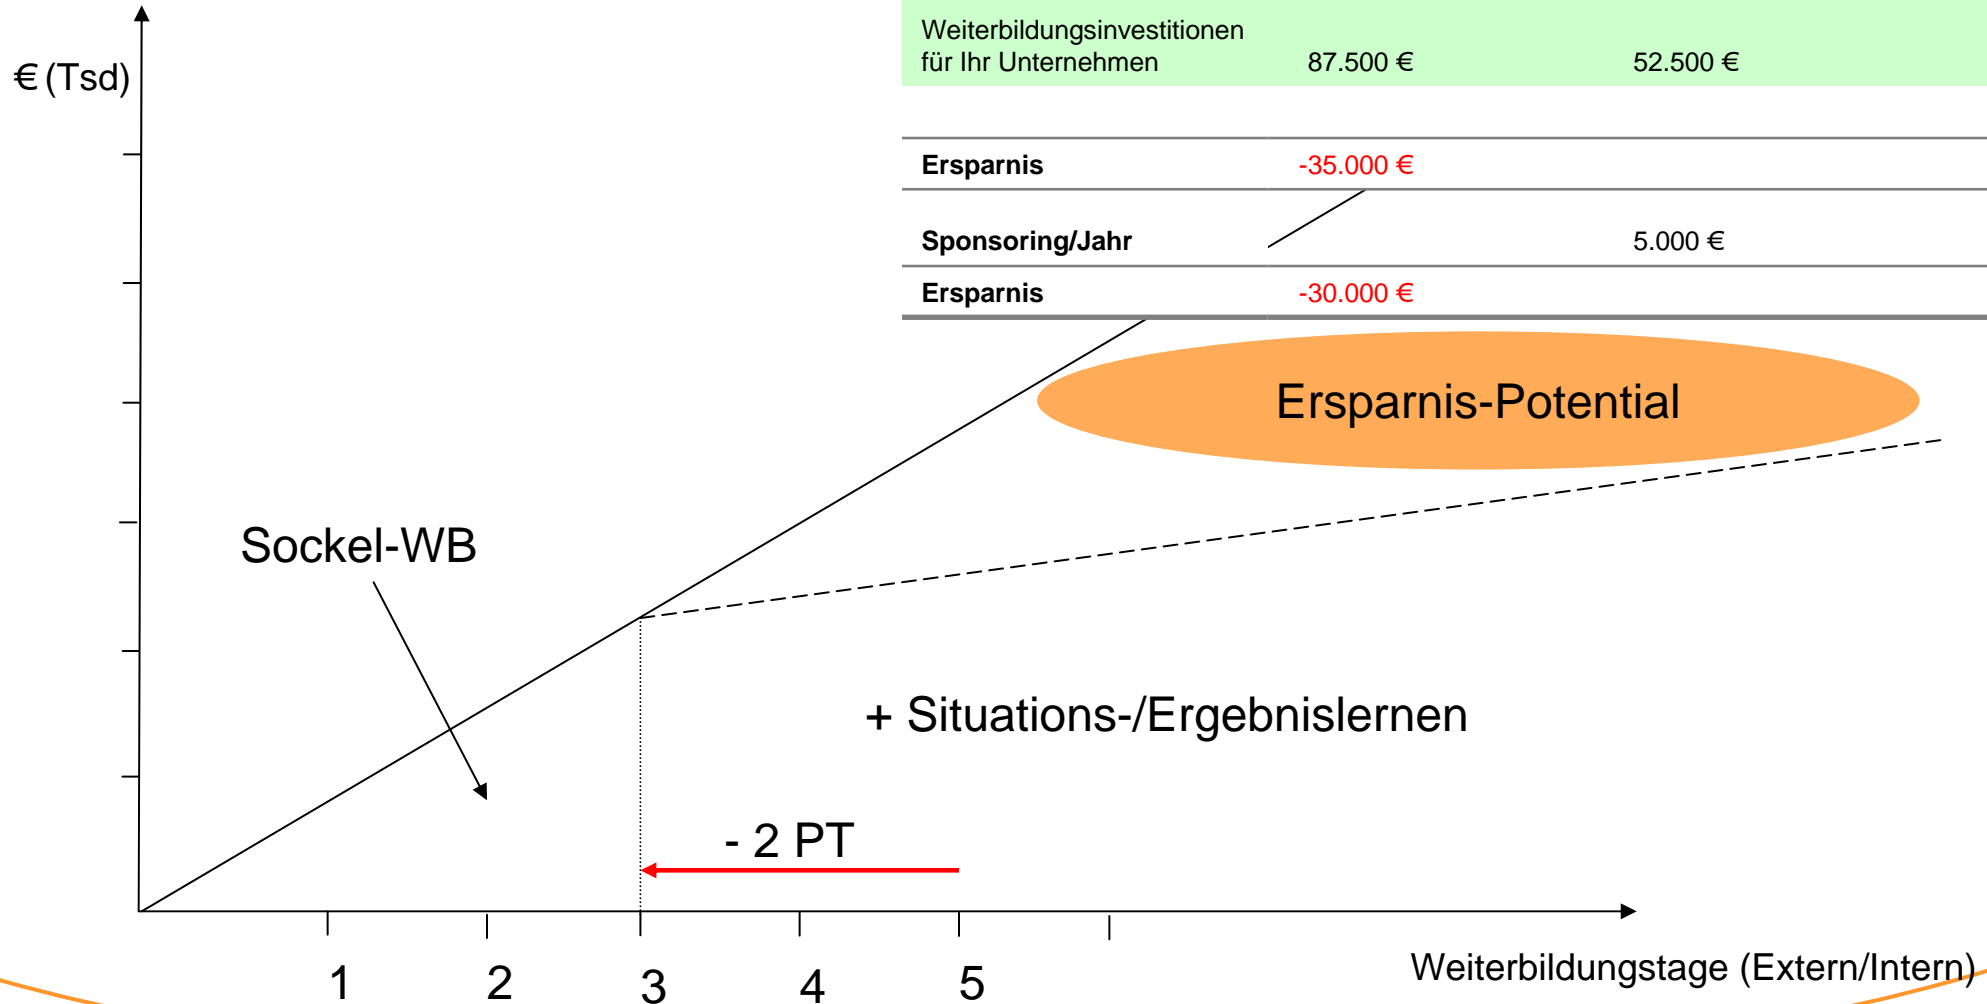 € (Tsd)
Weiterbildungsinvestitionen
für Ihr Unternehmen 87.500 € 52.500 €
Ersparnis -35.000 €
Sponsoring/Jahr 5.000 €
Ersparnis -30.000 €
Ersparnis-Potential
Sockel-WB
+ Situations-/Ergebnislernen
- 2 PT
1 2 3 4 5
Weiterbildungstage (Extern/Intern)